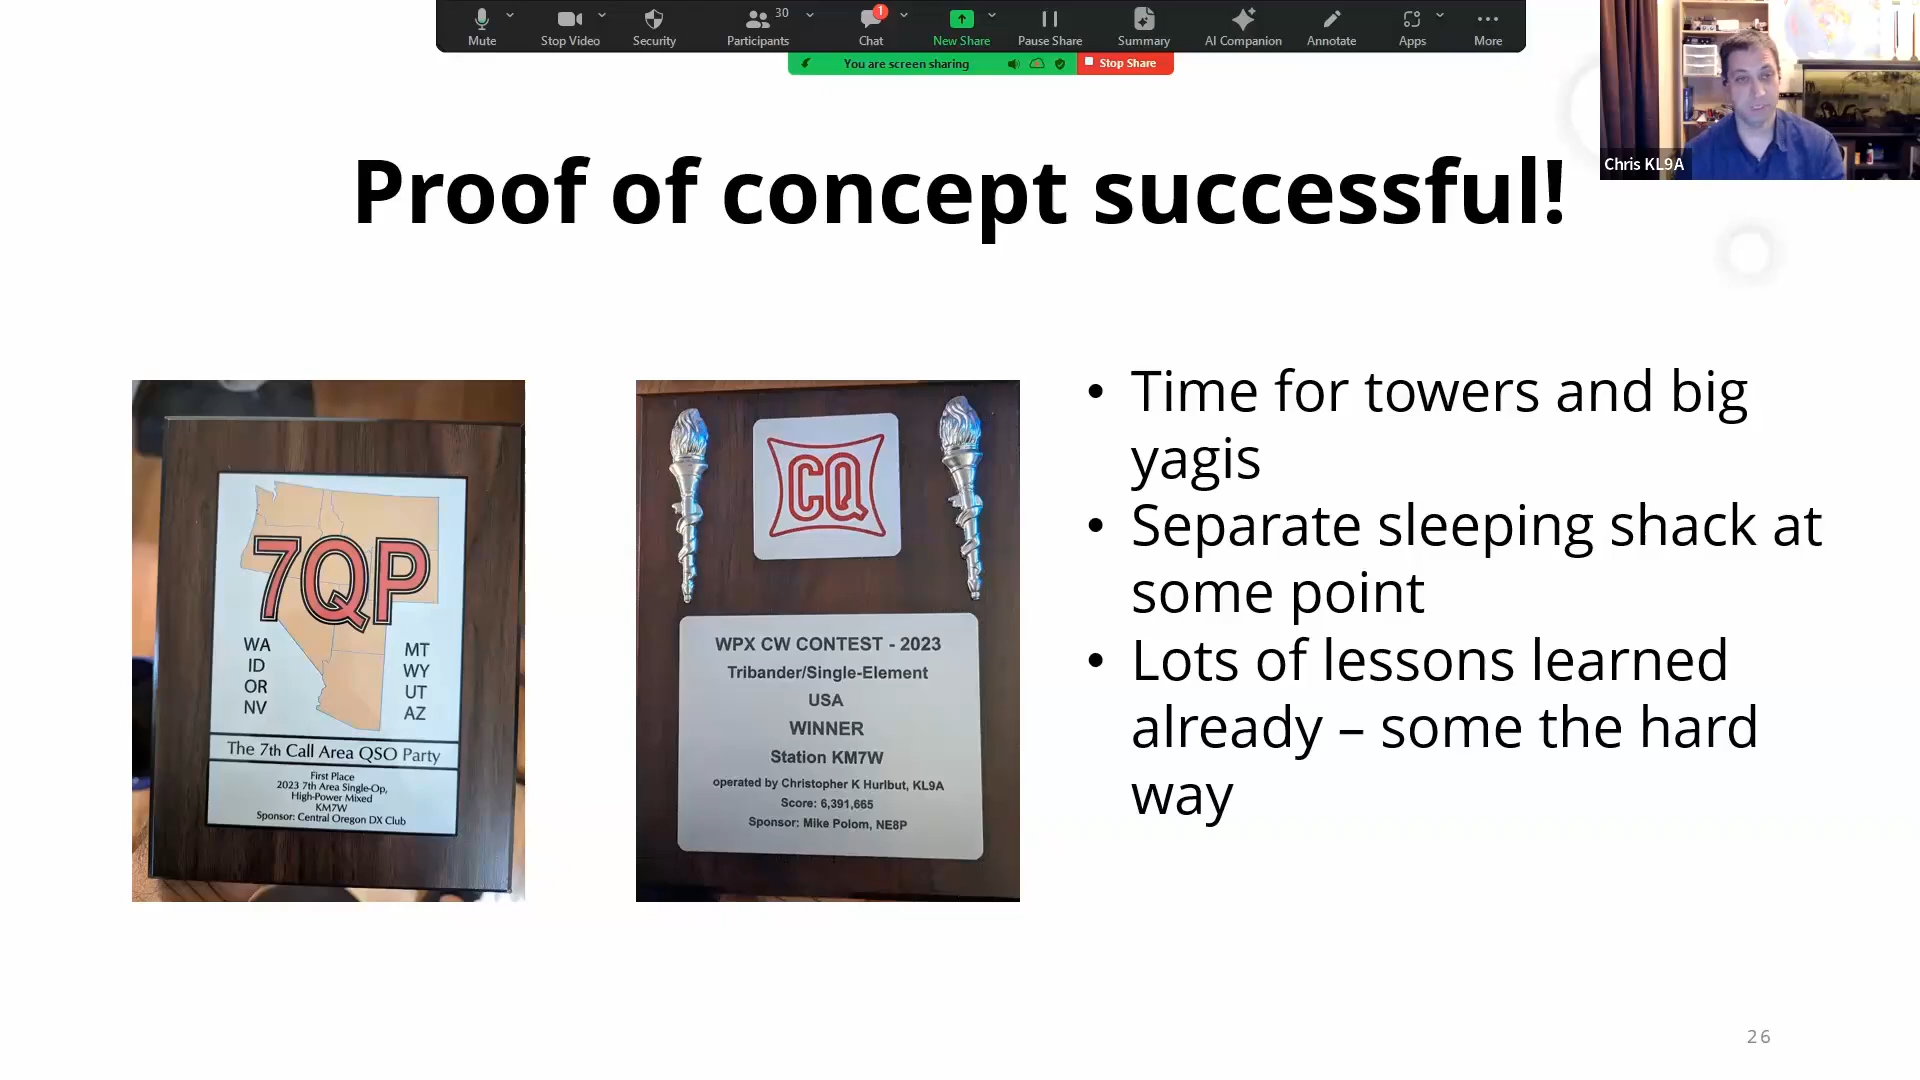 30
1
Mute
Stop Video
Security
Participants
Chat
New Share
Pause Share
Summary
AI Companion
Annotate
Apps
More
You are screen sharing
Stop Share
Chris KL9A
Proof of concept successful!
7QP
WA
ID
OR
NV
MT
WY
UT
AZ
The 7th Call Area QSO Party
First Place
2023 7th Area Single-Op,
High-Power Mixed
KM7W
Sponsor: Central Oregon DX Club
CQ
WPX CW CONTEST - 2023
Tribander/Single-Element
USA
WINNER
Station KM7W
operated by Christopher K Hurlbut, KL9A
Score: 6,391,665
Sponsor: Mike Polom, NE8P
• Time for towers and big
yagis
• Separate sleeping shack at
some point
• Lots of lessons learned
already – some the hard
way
26